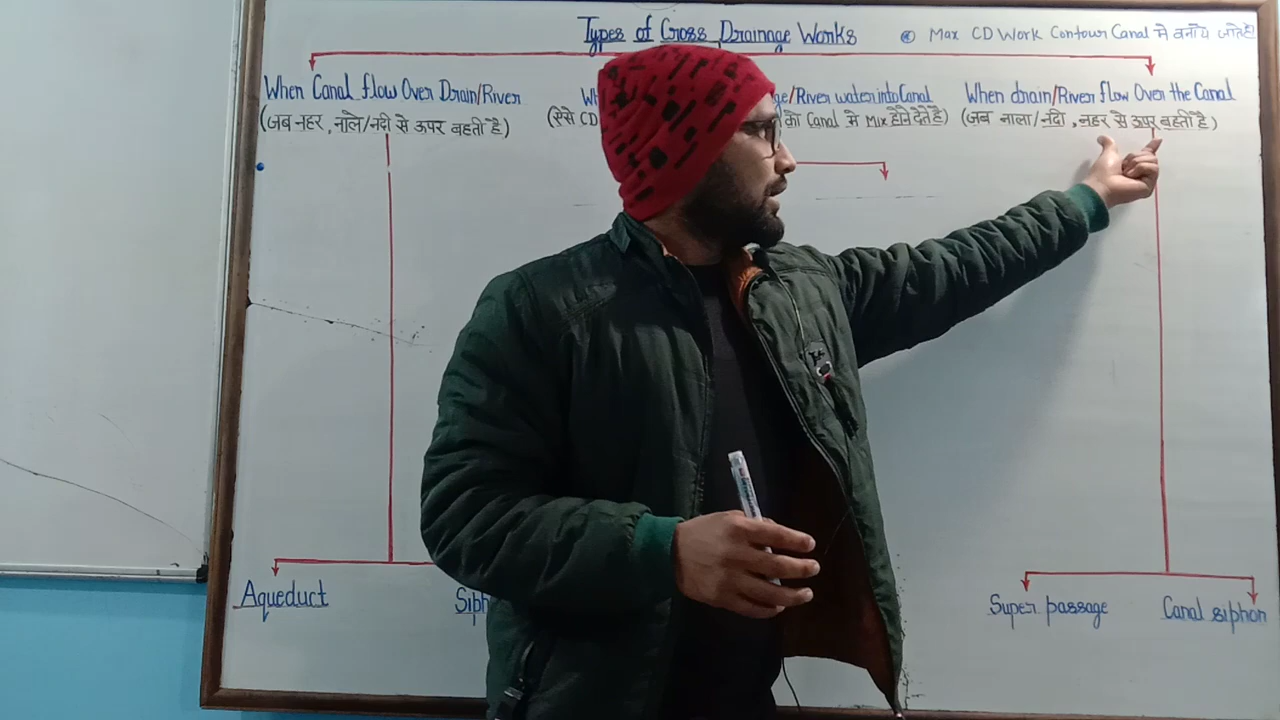 Types of Cross Drainage Works
⊛ Max CD Work Contour Canal मे बनाये जाते है।
When Canal flow Over Drain/River
(जब नहर, नाले/नदी से ऊपर बहती है)
/River water into Canal
(ऐसे CD को Canal मे Mix होने देते है)
When drain/River flow Over the Canal
(जब नाला/नदी, नहर से ऊपर बहती है)
Aqueduct
Siph
Super passage
Canal siphon